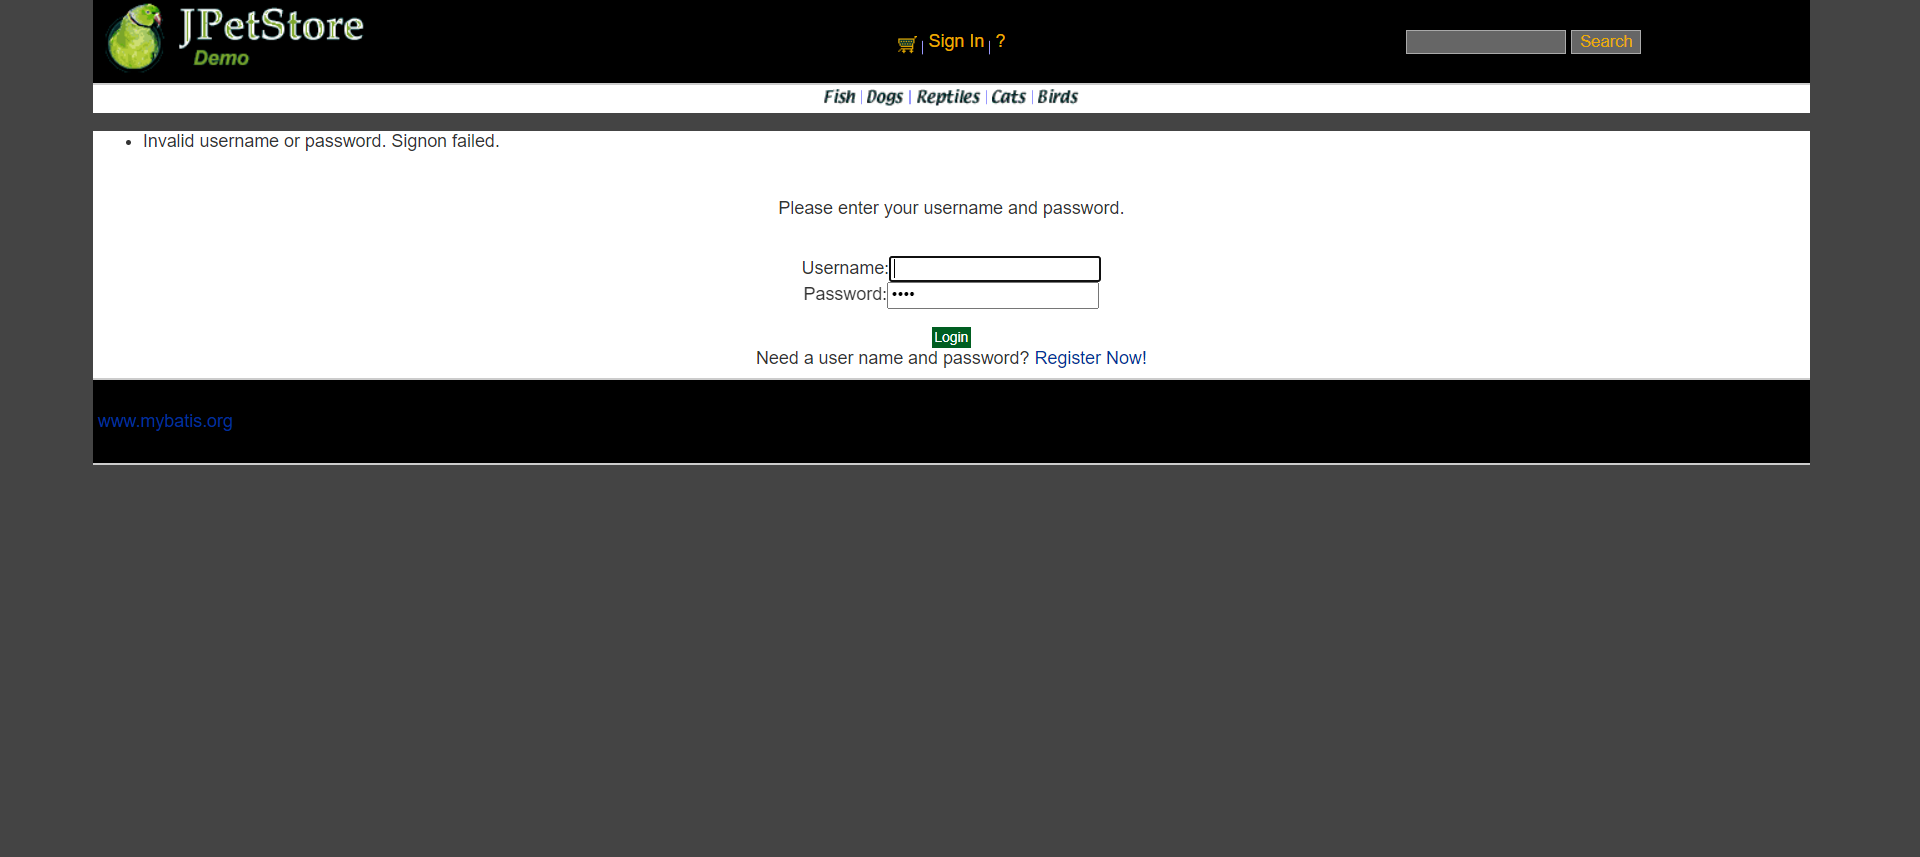 JPetStore
Demo
| Sign In | ?
Search
Fish | Dogs | Reptiles | Cats | Birds
• Invalid username or password. Signon failed.
Please enter your username and password.
Username:
Password: ••••
Login
Need a user name and password? Register Now!
www.mybatis.org